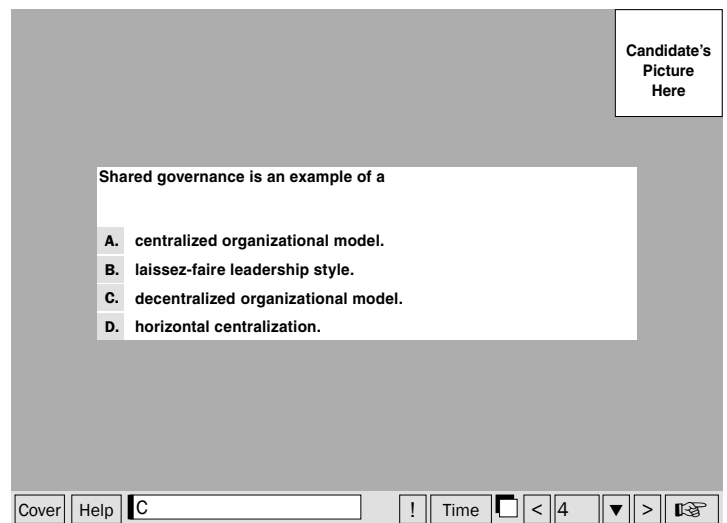 Candidate's
Picture
Here
Shared governance is an example of a
A. centralized organizational model.
B. laissez-faire leadership style.
C. decentralized organizational model.
D. horizontal centralization.
Cover Help C ! Time < 4 ▼ > ☞